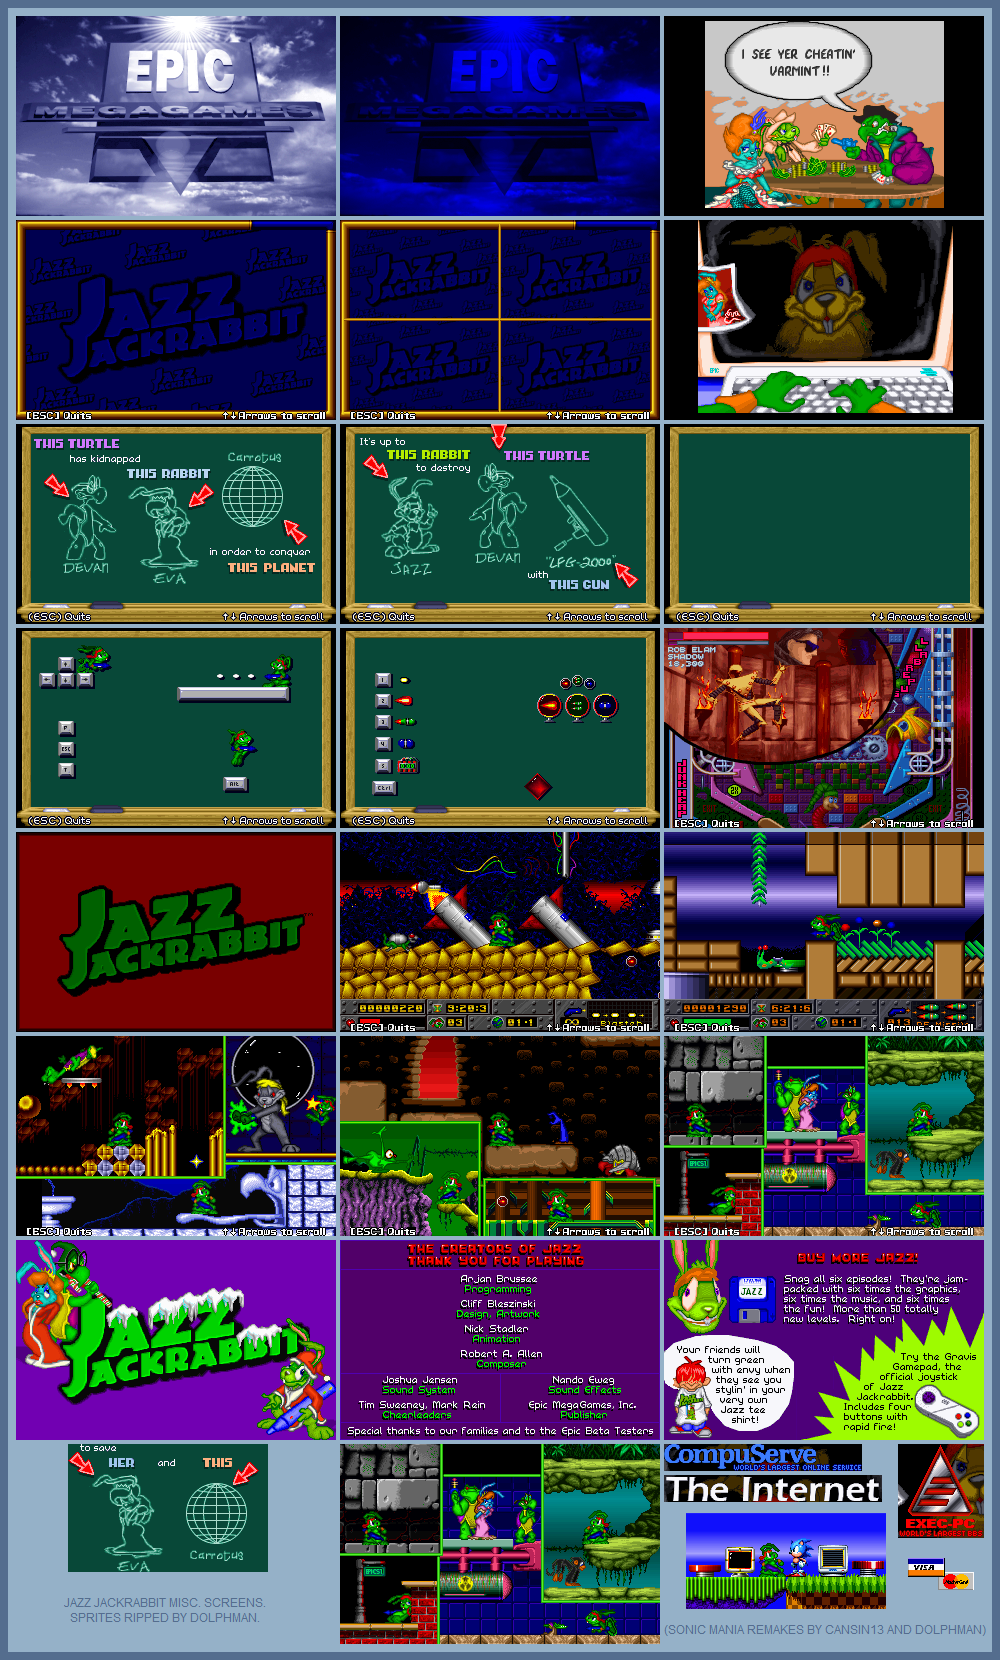 EPIC
MEGAGAMES
EPIC
MEGAGAMES
I SEE YER CHEATIN'
VARMINT!!
JAZZ
JACKRABBIT
[ESC] Quits
↑↓Arrows to scroll
JAZZ
JACKRABBIT
JAZZ
JACKRABBIT
JAZZ
JACKRABBIT
JAZZ
JACKRABBIT
[ESC] Quits
↑↓Arrows to scroll
Eva
EPIC
THIS TURTLE
has kidnapped
THIS RABBIT
Carrotus
DEVAN
EVA
in order to conquer
THIS PLANET
(ESC) Quits
↑↓ Arrows to scroll
It's up to
THIS RABBIT
to destroy
THIS TURTLE
JAZZ
DEVAN
"LFG-2000"
with
THIS GUN
(ESC) Quits
↑↓ Arrows to scroll
(ESC) Quits
↑↓ Arrows to scroll
P
ESC
T
Alt
(ESC) Quits
↑↓ Arrows to scroll
1
2
3
4
5
Ctrl
(ESC) Quits
↑↓ Arrows to scroll
ROB ELAM
SHADOW
18,300
2X
[ESC] Quits
↑↓Arrows to scroll
JAZZ
JACKRABBIT
00000220
9:20:3
03
01·1
[ESC] Quits
↑↓Arrows to scroll
00001290
6:21:6
03
01·1
[ESC] Quits
↑↓Arrows to scroll
[ESC] Quits
↑↓Arrows to scroll
[ESC] Quits
↑↓Arrows to scroll
EPICS1
[ESC] Quits
↑↓Arrows to scroll
JAZZ
JACKRABBIT
THE CREATORS OF JAZZ
THANK YOU FOR PLAYING
Arjan Brussee
Programming
Cliff Bleszinski
Design, Artwork
Nick Stadler
Animation
Robert A. Allen
Composer
Joshua Jensen
Sound System
Nando Eweg
Sound Effects
Tim Sweeney, Mark Rein
Cheerleaders
Epic MegaGames, Inc.
Publisher
Special thanks to our families and to the Epic Beta Testers
BUY MORE JAZZ!
JAZZ
Snag all six episodes! They're jam-
packed with six times the graphics,
six times the music, and six times
the fun! More than 50 totally
new levels. Right on!
Your friends will
turn green
with envy when
they see you
stylin' in your
very own
Jazz tee
shirt!
Try the Gravis
Gamepad, the
official joystick
of Jazz
Jackrabbit.
Includes four
buttons with
rapid fire!
to save
HER and THIS
EVA
Carrotus
EPICS1
CompuServe
WORLD'S LARGEST ONLINE SERVICE
The Internet
EXEC-PC
WORLD'S LARGEST BBS
VISA
MasterCard
JAZZ JACKRABBIT MISC. SCREENS.
SPRITES RIPPED BY DOLPHMAN.
(SONIC MANIA REMAKES BY CANSIN13 AND DOLPHMAN)